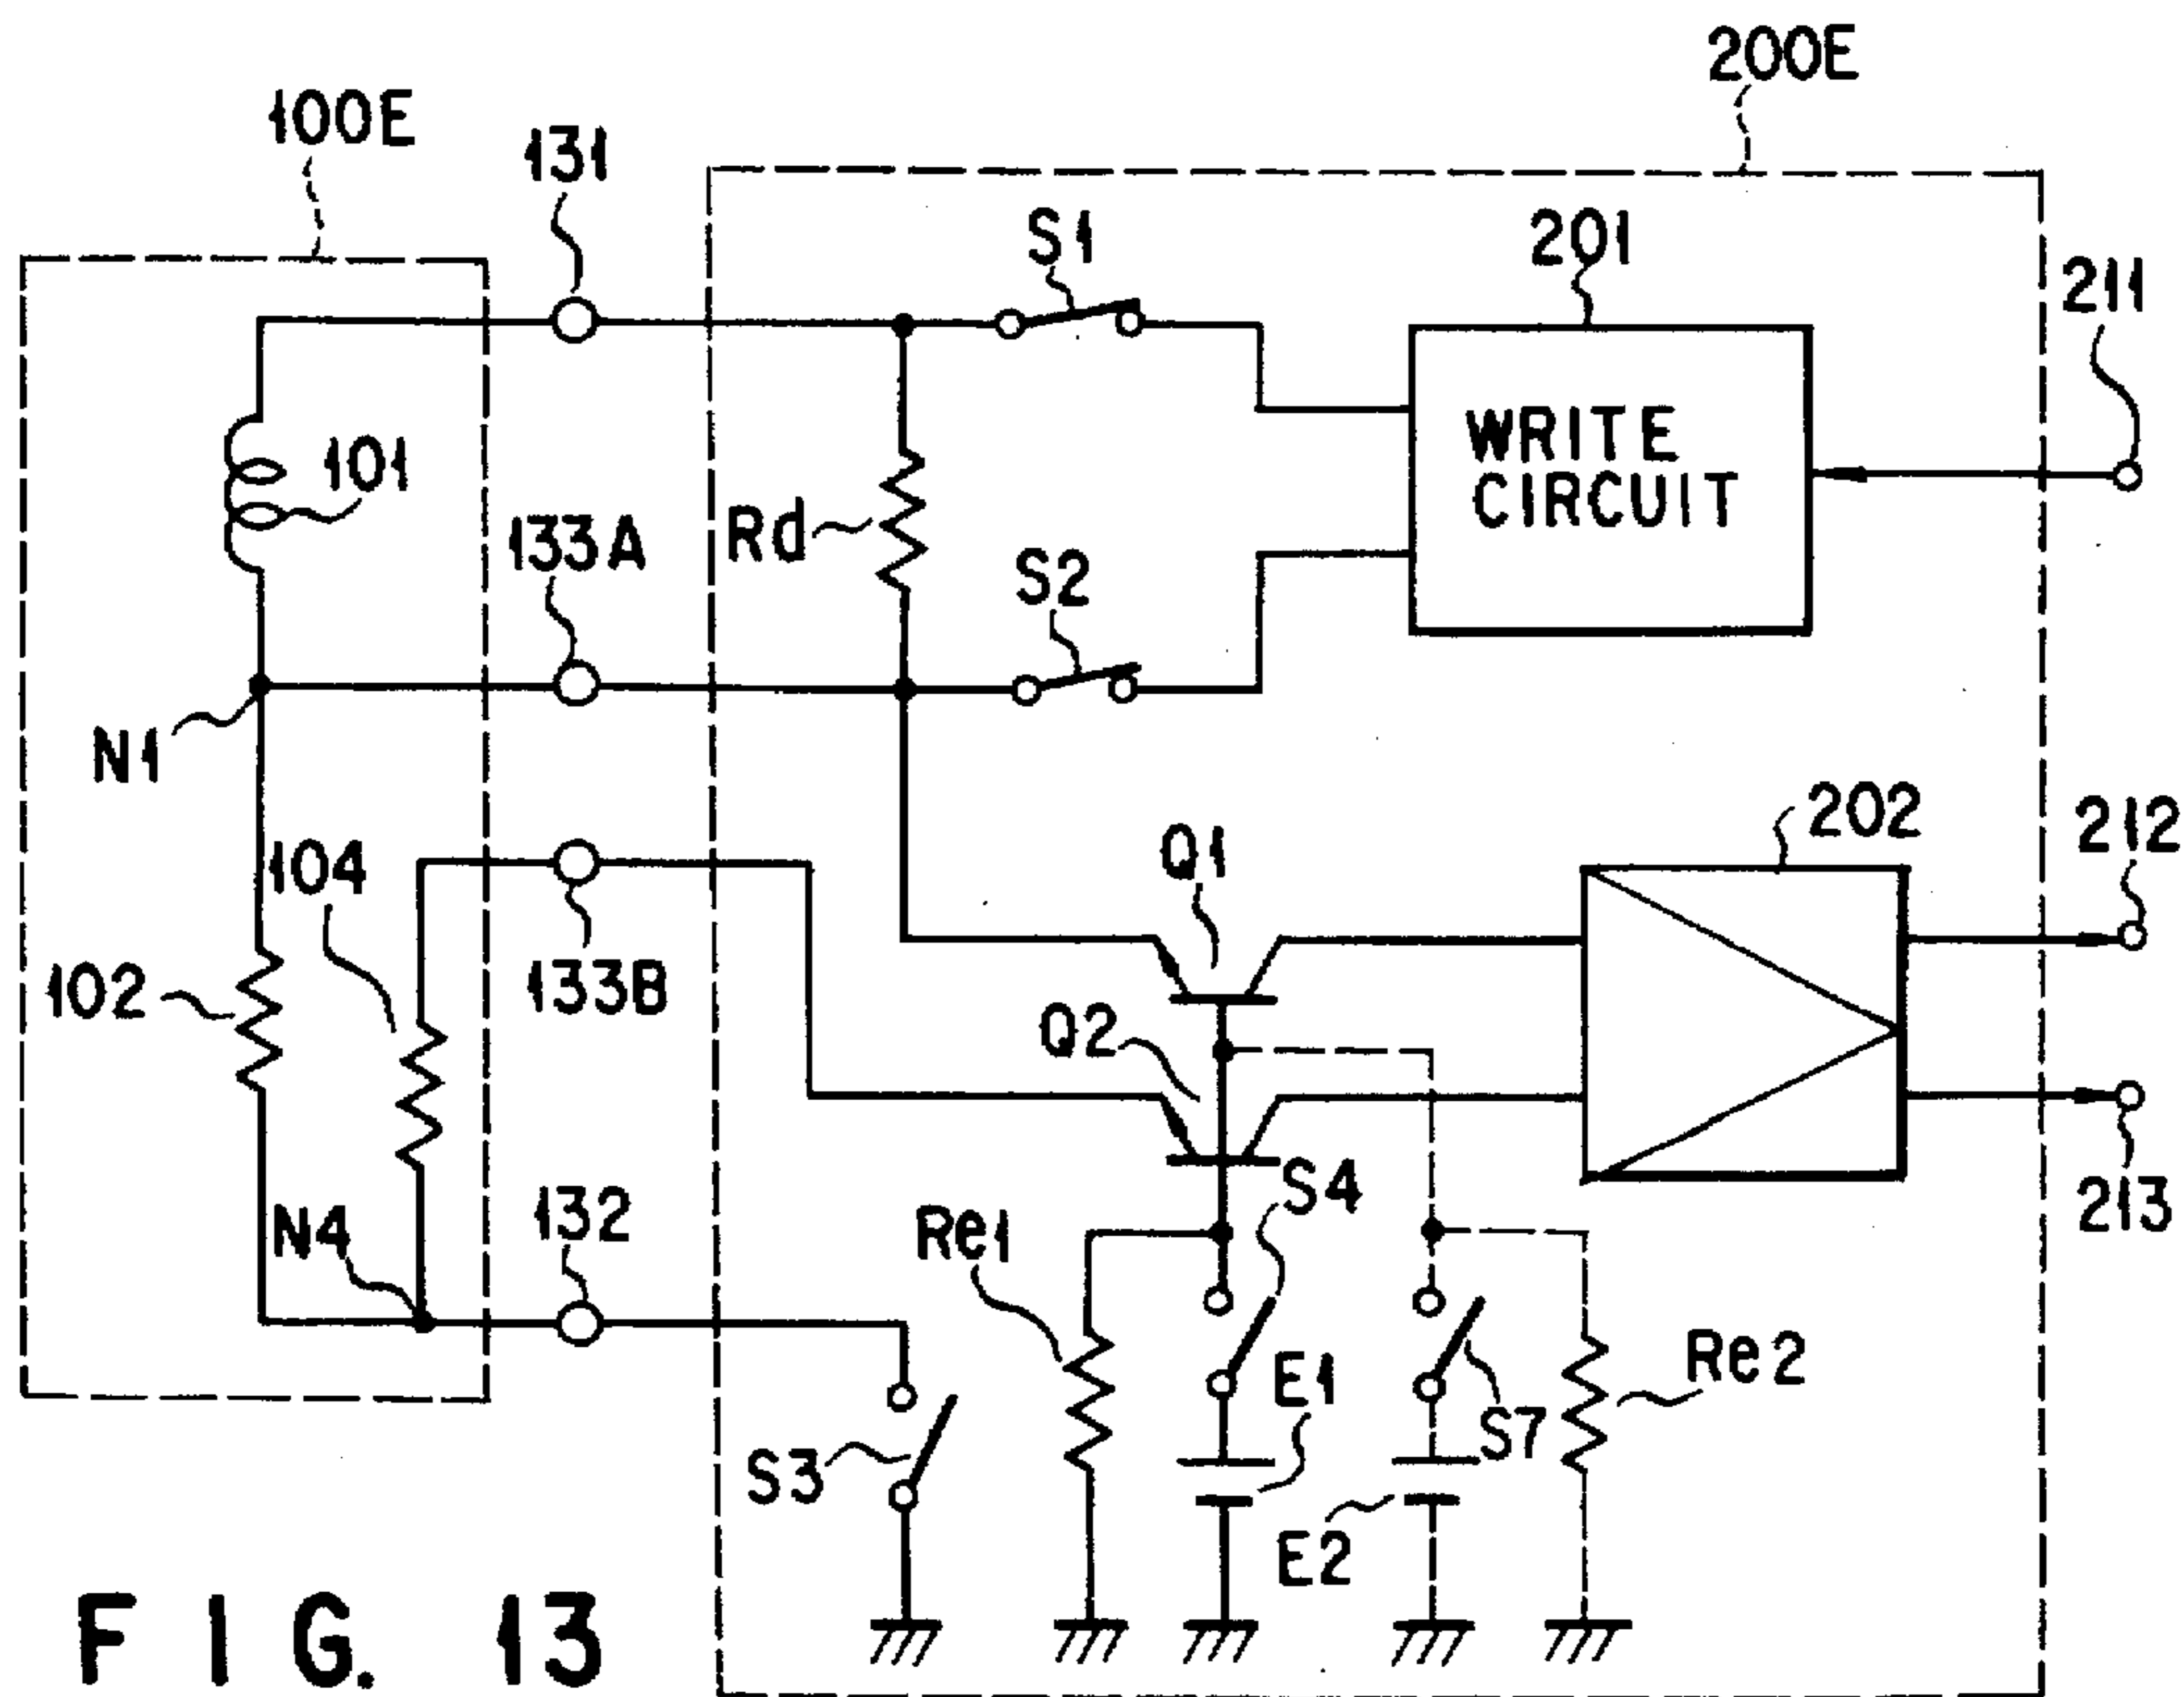 200E
100E
131
S1
201
211
101
WRITE
CIRCUIT
133A
Rd
S2
N1
202
212
104
Q1
102
133B
Q2
S4
N4
132
Re1
213
E1
Re2
S3
S7
E2
FIG. 13